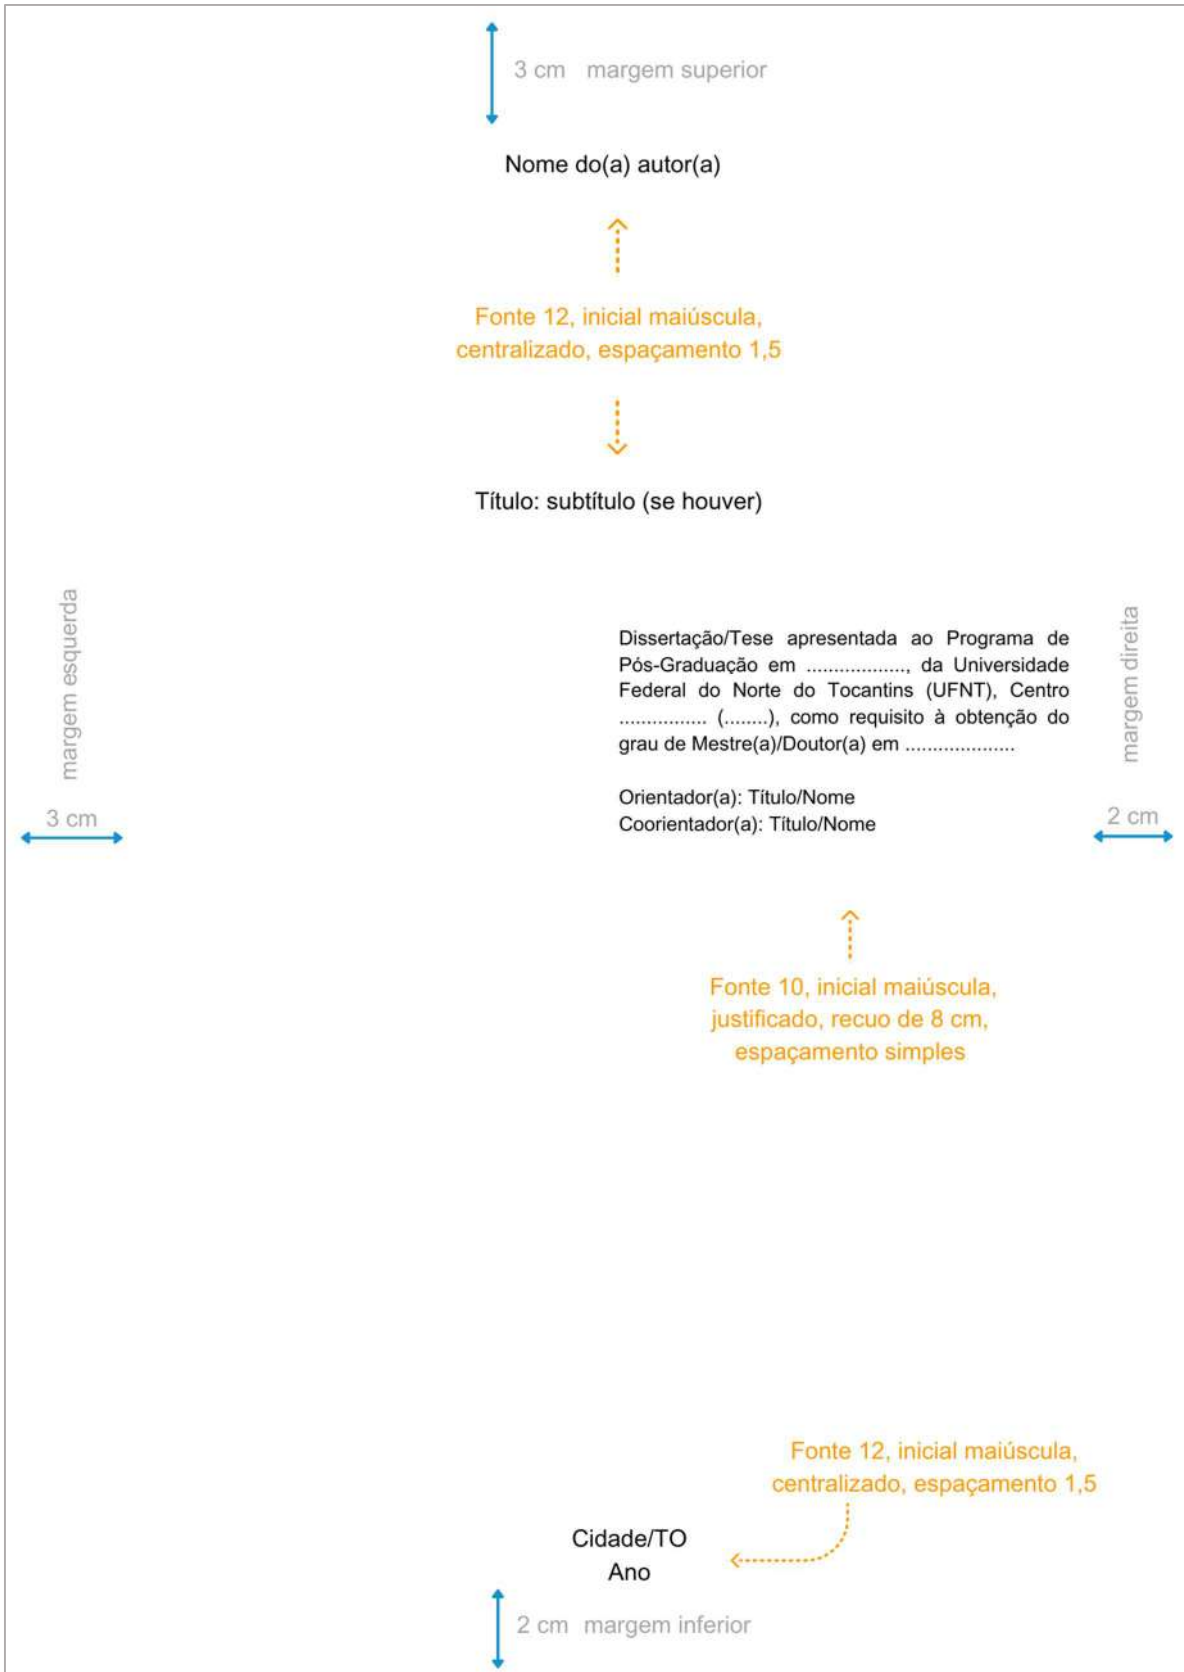 3 cm margem superior
Nome do(a) autor(a)
Fonte 12, inicial maiúscula,
centralizado, espaçamento 1,5
Título: subtítulo (se houver)
margem esquerda
3 cm
Dissertação/Tese apresentada ao Programa de
Pós-Graduação em ..................., da Universidade
Federal do Norte do Tocantins (UFNT), Centro
................ (........), como requisito à obtenção do
grau de Mestre(a)/Doutor(a) em .....................
Orientador(a): Título/Nome
Coorientador(a): Título/Nome
margem direita
2 cm
Fonte 10, inicial maiúscula,
justificado, recuo de 8 cm,
espaçamento simples
Fonte 12, inicial maiúscula,
centralizado, espaçamento 1,5
Cidade/TO
Ano
2 cm margem inferior